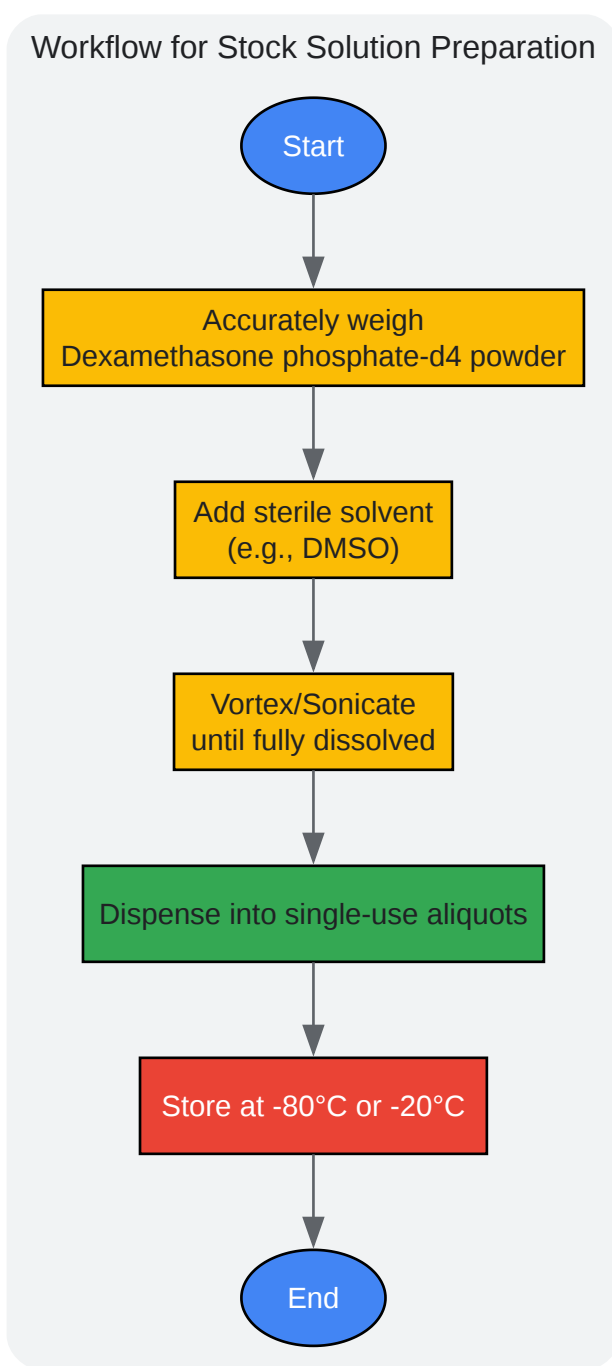 Workflow for Stock Solution Preparation
Start
Accurately weigh
Dexamethasone phosphate-d4 powder
Add sterile solvent
(e.g., DMSO)
Vortex/Sonicate
until fully dissolved
Dispense into single-use aliquots
Store at -80°C or -20°C
End